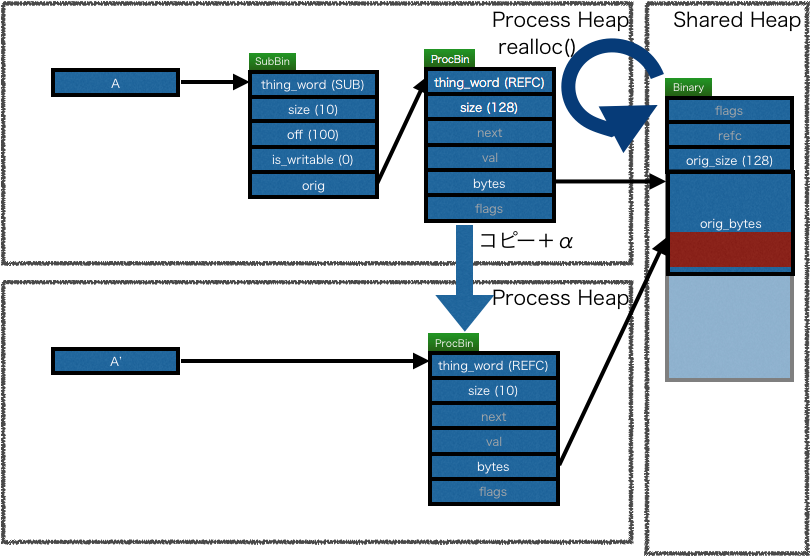 Process Heap
realloc()
Shared Heap
A
SubBin
thing_word (SUB)
size (10)
off (100)
is_writable (0)
orig
ProcBin
thing_word (REFC)
size (128)
next
val
bytes
flags
Binary
flags
refc
orig_size (128)
orig_bytes
コピー＋α
Process Heap
A'
ProcBin
thing_word (REFC)
size (10)
next
val
bytes
flags